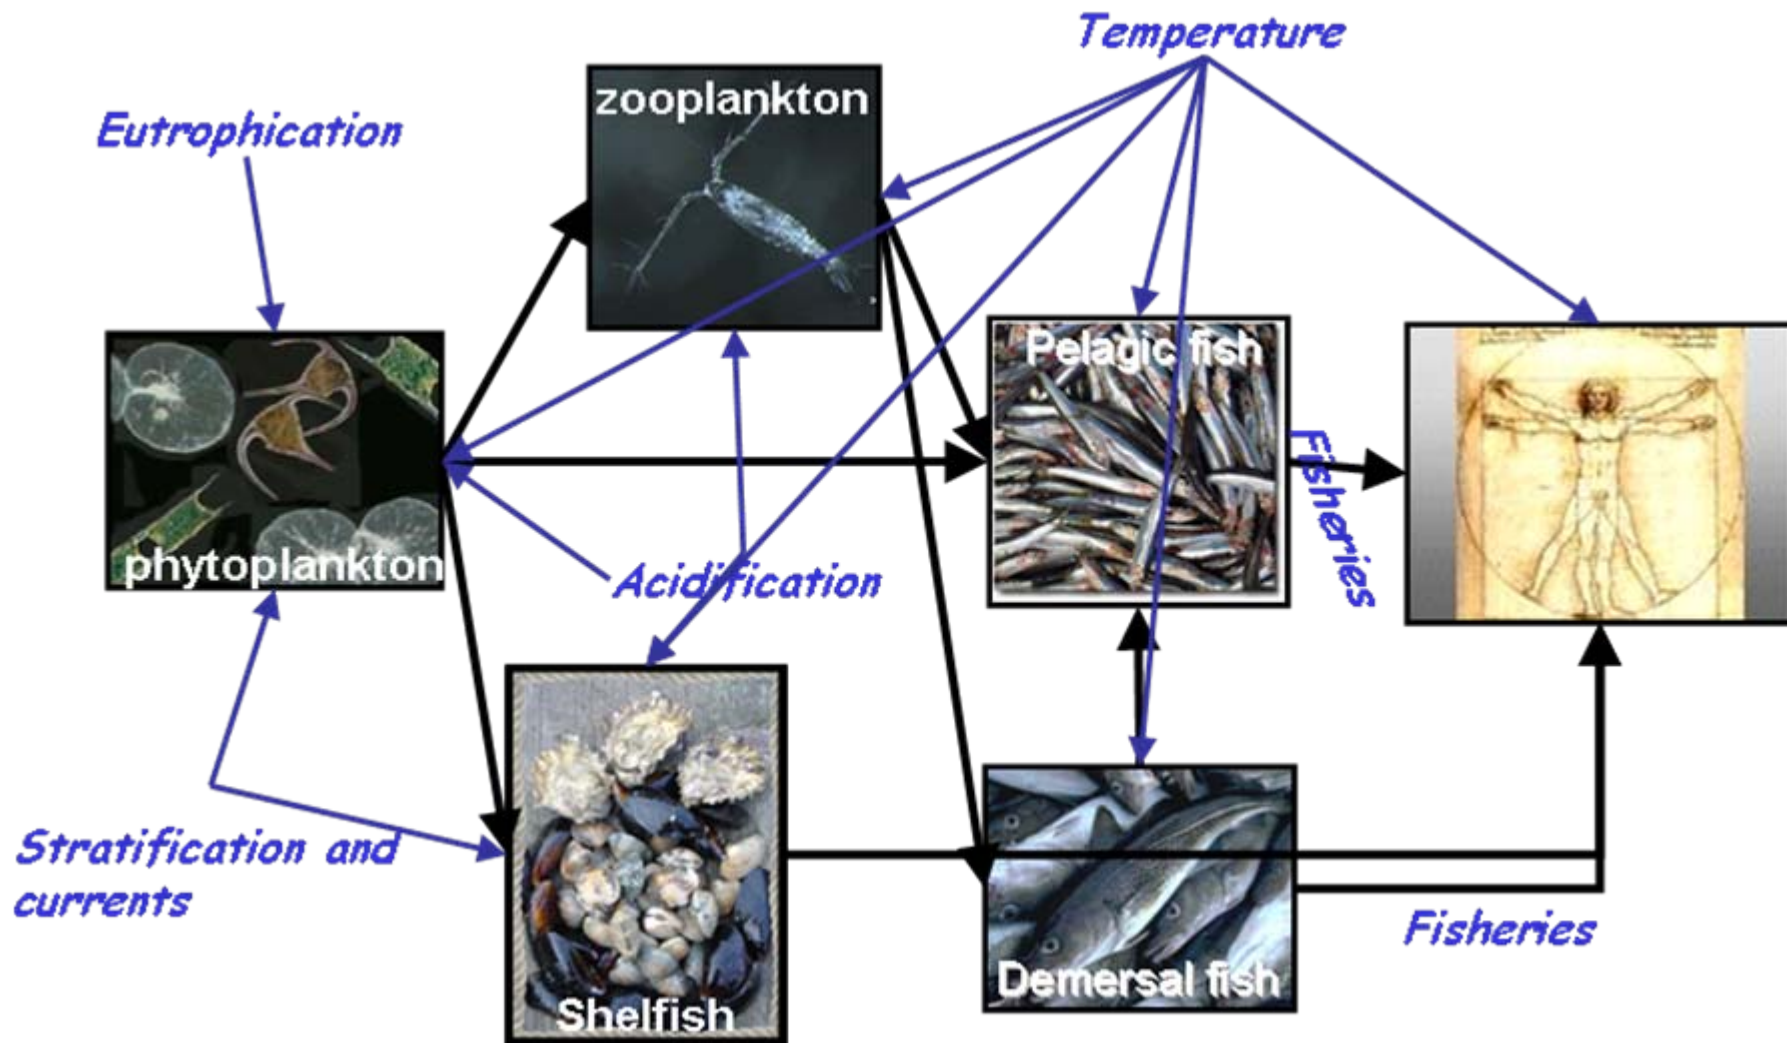 Temperature
zooplankton
Eutrophication
Pelagic fish
Fisheries
phytoplankton
Acidification
Stratification and
currents
Fisheries
Demersal fish
Shelfish